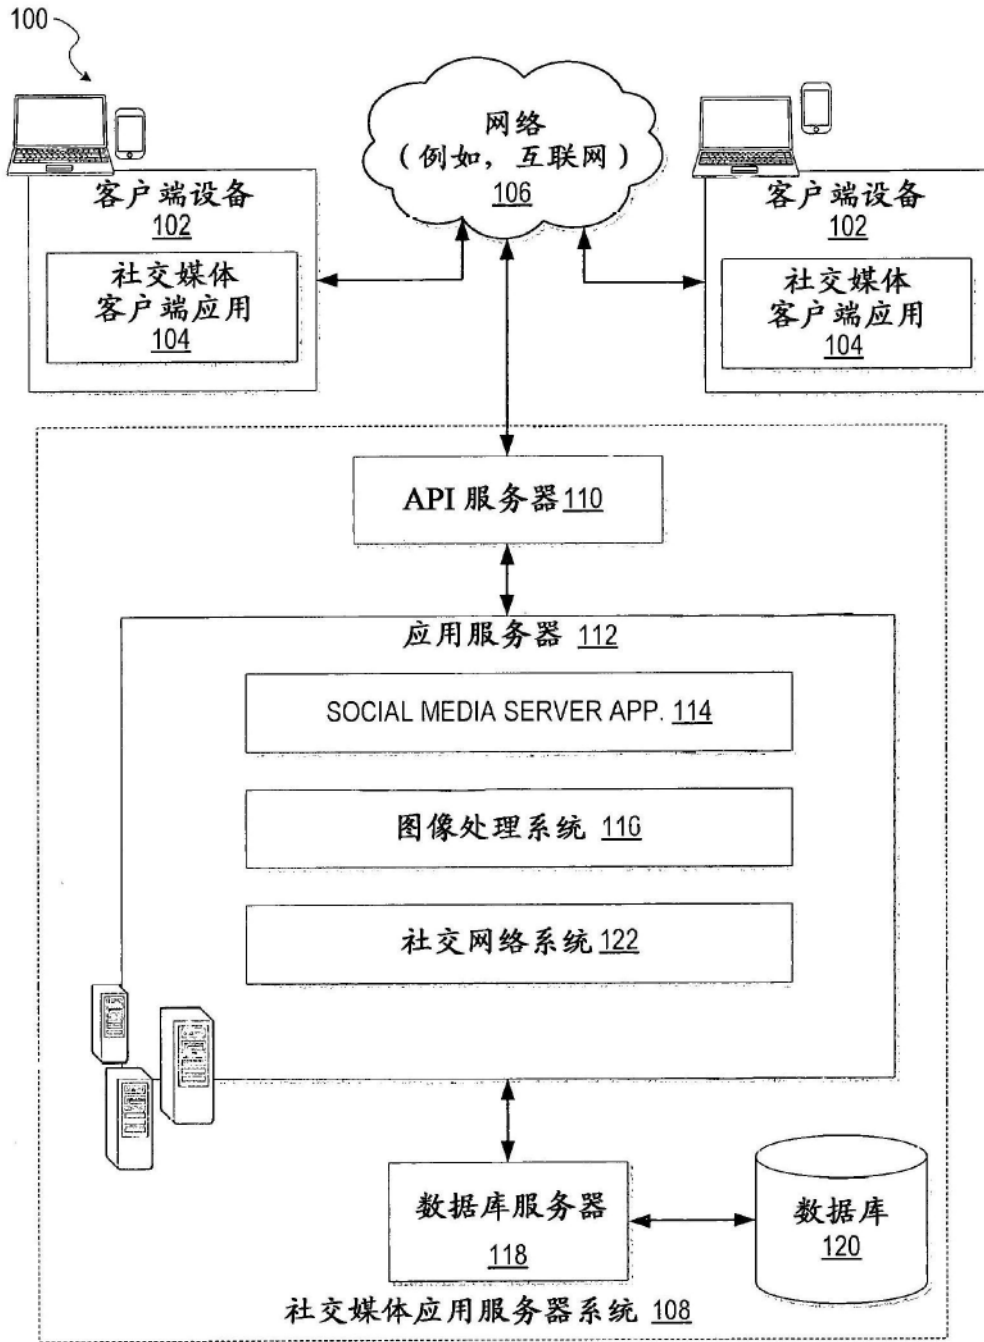 100
网络
(例如，互联网)
106
客户端设备
102
社交媒体
客户端应用
104
客户端设备
102
社交媒体
客户端应用
104
API 服务器 110
应用服务器 112
SOCIAL MEDIA SERVER APP. 114
图像处理系统 116
社交网络系统 122
数据库服务器
118
数据库
120
社交媒体应用服务器系统 108